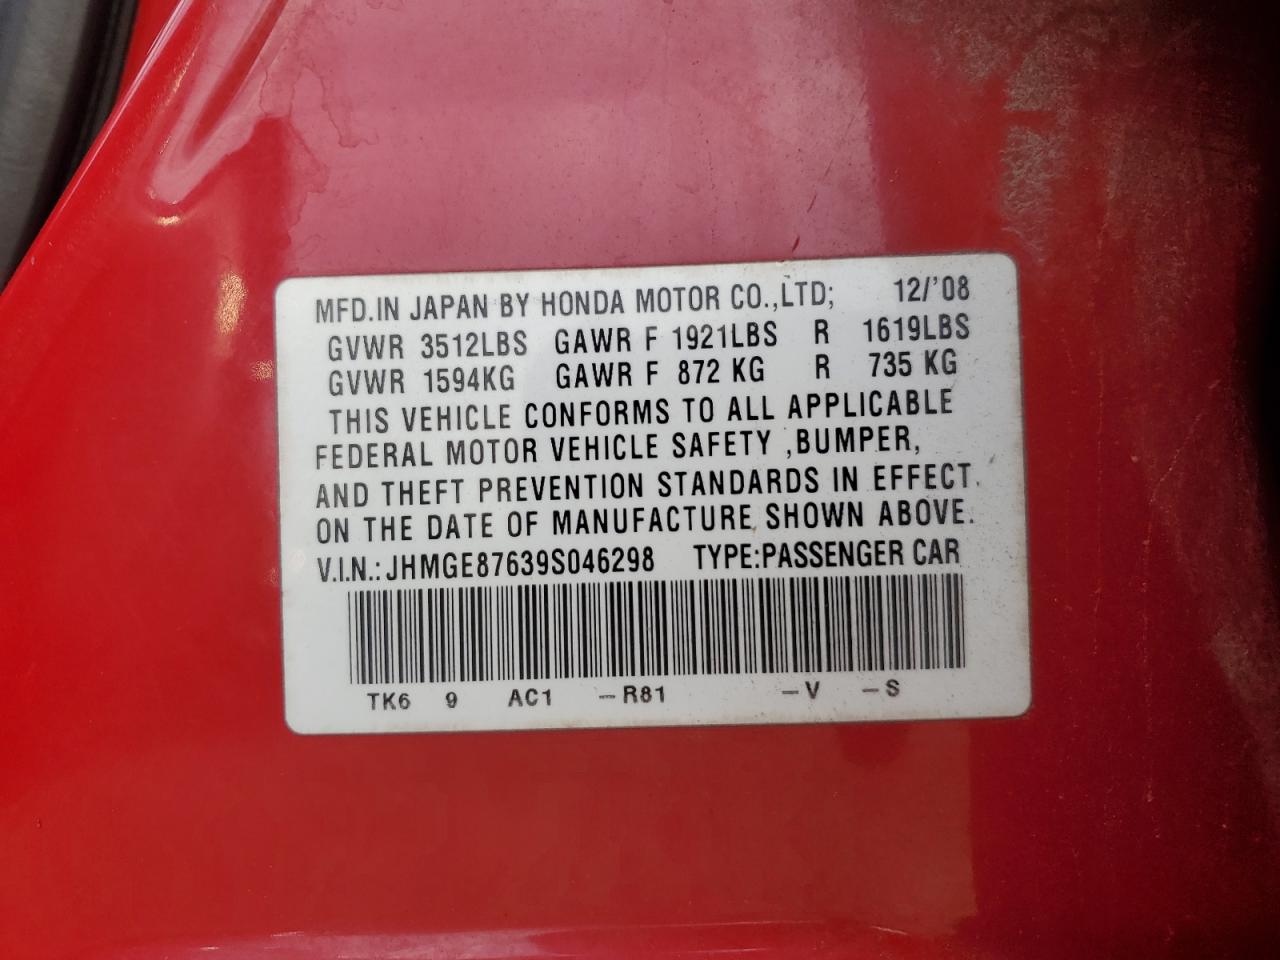 MFD.IN JAPAN BY HONDA MOTOR CO.,LTD; 12/'08
GVWR 3512LBS GAWR F 1921LBS R 1619LBS
GVWR 1594KG GAWR F 872 KG R 735 KG
THIS VEHICLE CONFORMS TO ALL APPLICABLE
FEDERAL MOTOR VEHICLE SAFETY ,BUMPER,
AND THEFT PREVENTION STANDARDS IN EFFECT
ON THE DATE OF MANUFACTURE SHOWN ABOVE.
V.I.N.: JHMGE87639S046298 TYPE:PASSENGER CAR
TK6 9 AC1 -R81 -V -S